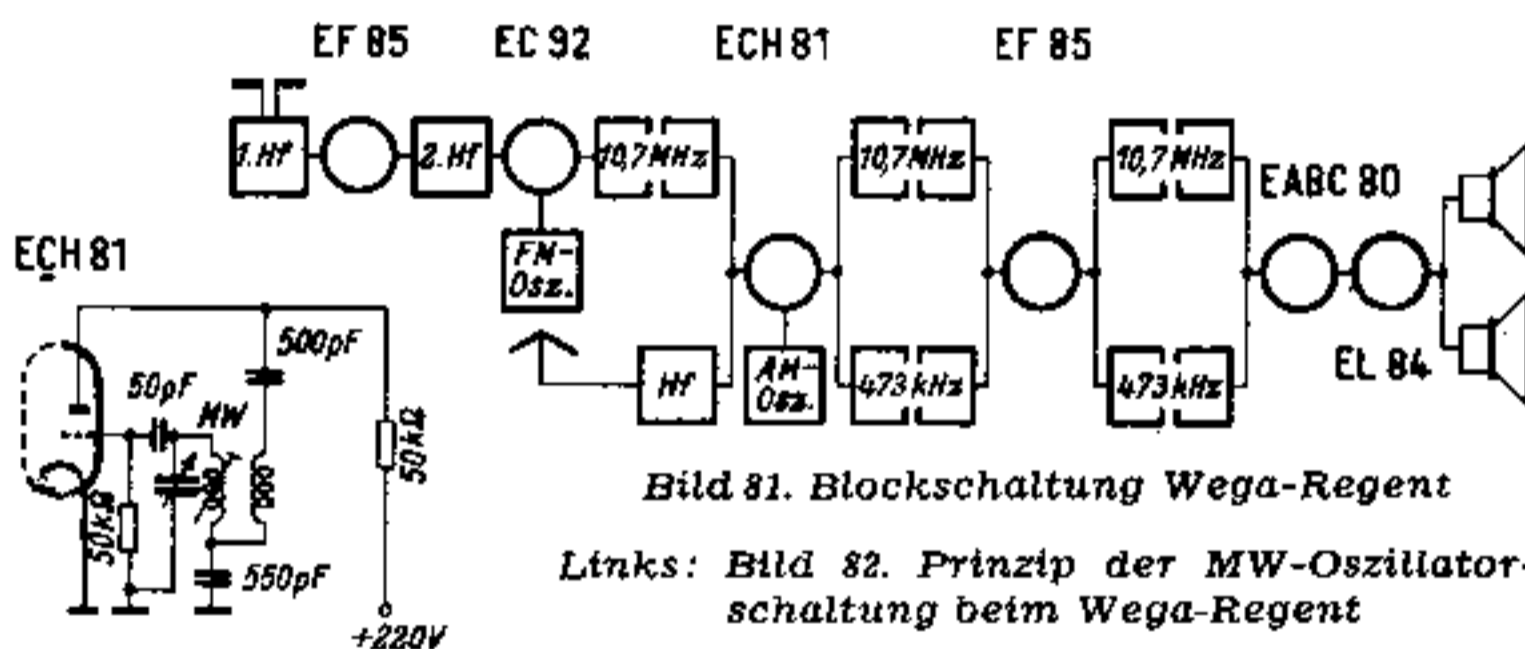 EF 85 EC 92 ECH 81 EF 85
1. Hf 2. Hf 10,7 MHz 10,7 MHz 10,7 MHz
EABC 80
ECH 81
FM-
Osz.
500pF
50pF
MW
Hf
AM-
Osz.
473 kHz
473 kHz
EL 84
50kΩ
50kΩ
550pF
+220V
Bild 81. Blockschaltung Wega-Regent
Links: Bild 82. Prinzip der MW-Oszillator-
schaltung beim Wega-Regent